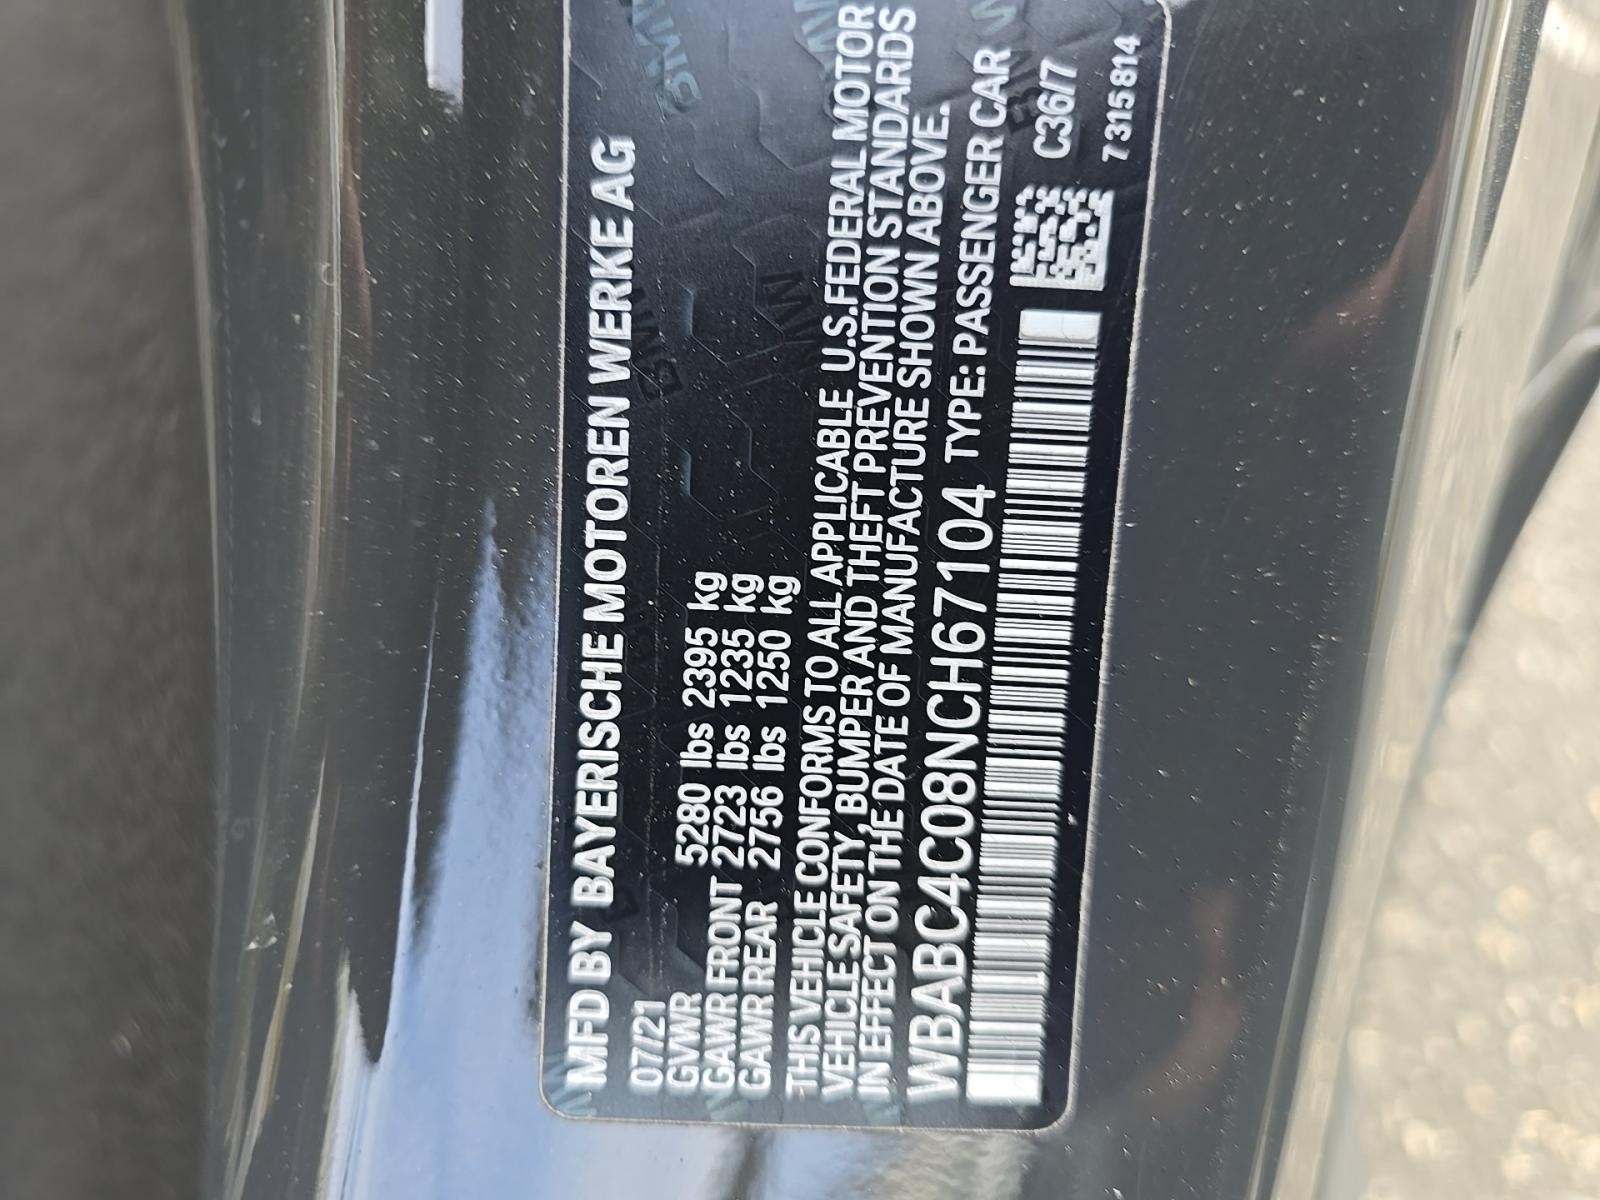 MFD BY BAYERISCHE MOTOREN WERKE AG
07/21
GVWR 5280 lbs 2395 kg
GAWR FRONT 2723 lbs 1235 kg
GAWR REAR 2756 lbs 1250 kg
THIS VEHICLE CONFORMS TO ALL APPLICABLE U.S.FEDERAL MOTOR
VEHICLE SAFETY, BUMPER AND THEFT PREVENTION STANDARDS
IN EFFECT ON THE DATE OF MANUFACTURE SHOWN ABOVE.
WBABC4C08NCH67104 TYPE: PASSENGER CAR
C36/7
7315814